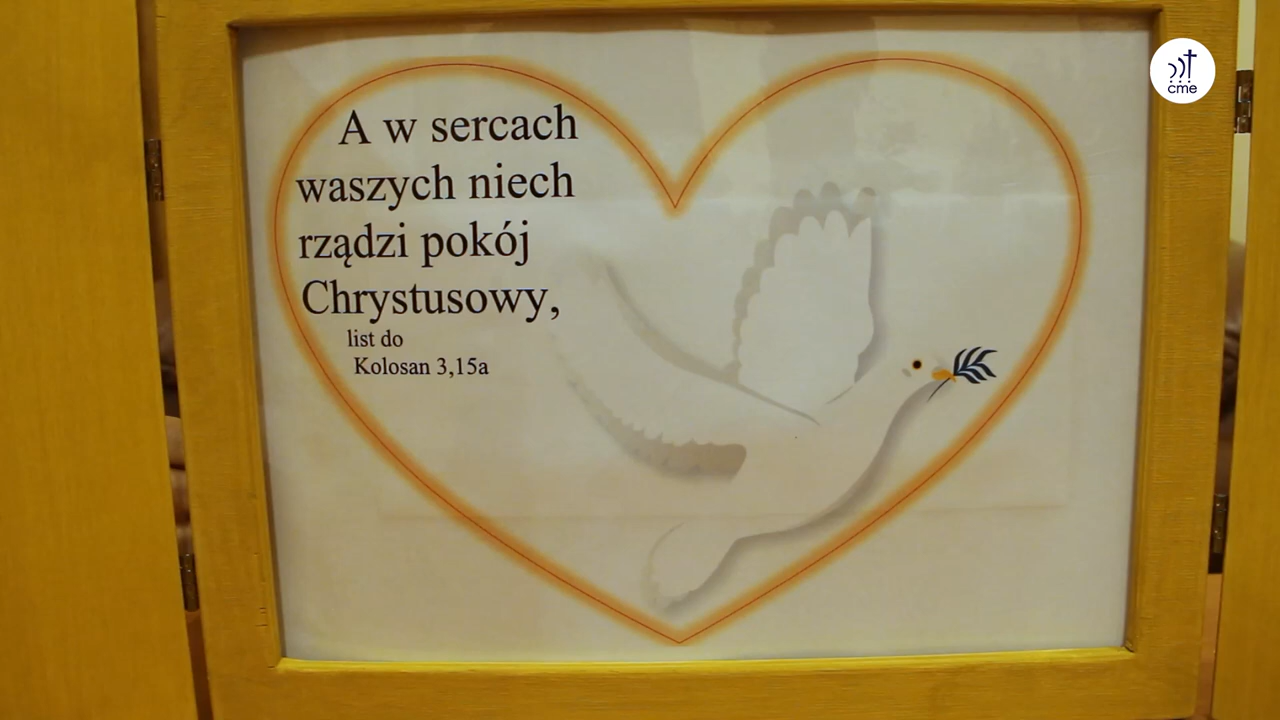 A w sercach
waszych niech
rządzi pokój
Chrystusowy,
list do
Kolosan 3,15a
cme